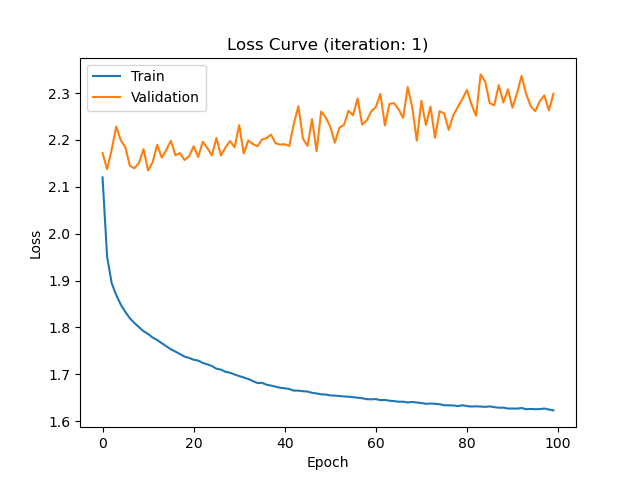 Loss Curve (iteration: 1)
Train
Validation
2.3
2.2
2.1
2.0
1.9
1.8
1.7
1.6
Loss
0 20 40 60 80 100
Epoch